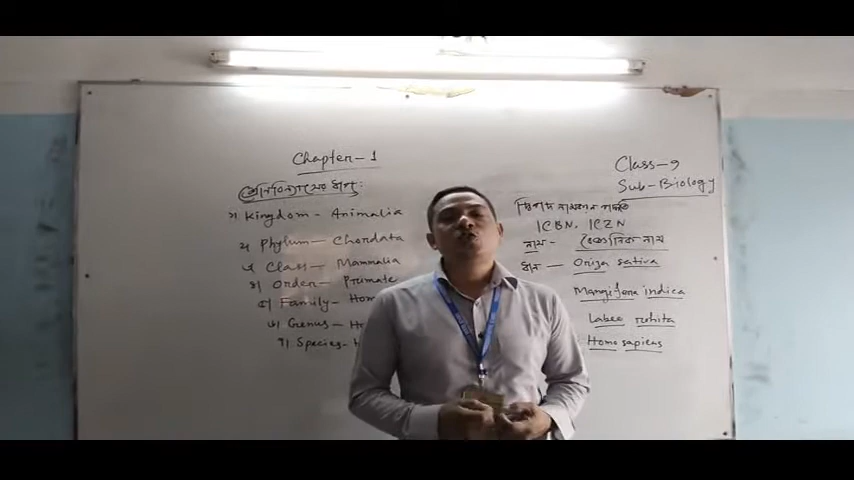 Chapter-1
শ্রেণিবিন্যাসের ধাপ:
১। Kingdom - Animalia
২। Phylum - Chordata
৩। Class - Mammalia
৪। Order - Primate
৫। Family - Hom
৬। Genus - H
৭। Species -
Class-9
Sub-Biology
দ্বিপদ নামকরণ পদ্ধতি
ICBN, ICZN
নাম - বৈজ্ঞানিক নাম
ধান - Oriza sativa
Mangifera indica
Labeo rohita
Homo sapiens